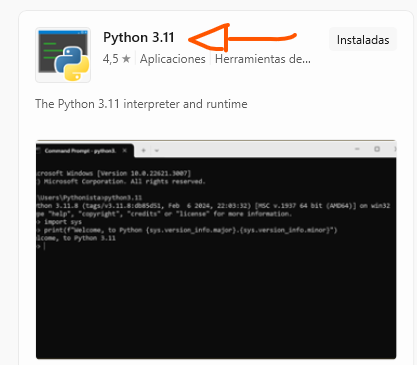 Python 3.11
Instaladas
4,5 ★ Aplicaciones Herramientas de...
The Python 3.11 interpreter and runtime
Command Prompt - python3.
crosoft Windows [Version 10.0.22621.3007]
) Microsoft Corporation. All rights reserved.
\Users\Pythonista>python3.11
thon 3.11.8 (tags/v3.11.8:db85d51, Feb 6 2024, 22:03:32) [MSC v.1937 64 bit (AMD64)] on win32
pe "help", "copyright", "credits" or "license" for more information.
> import sys
> print(f"Welcome, to Python {sys.version_info.major}.{sys.version_info.minor}")
lcome, to Python 3.11
>